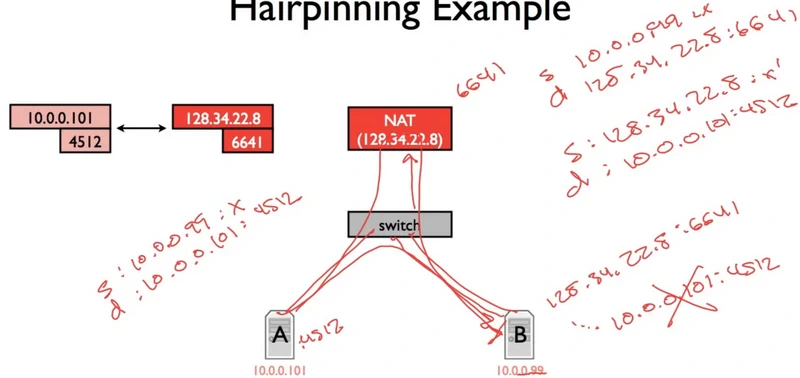 Hairpinning Example
6641
s 10.0.099:x
d 128.34.22.8:6641
10.0.0.101
4512
128.34.22.8
6641
NAT
(128.34.22.8)
s: 128.34.22.8:x'
d: 10.0.0.101:4512
s: 10.0.0.99:x
d: 10.0.0.101:4512
switch
128.34.22.8:6641
... 10.0.0.101:4512
A
:4512
B
10.0.0.101
10.0.0.99